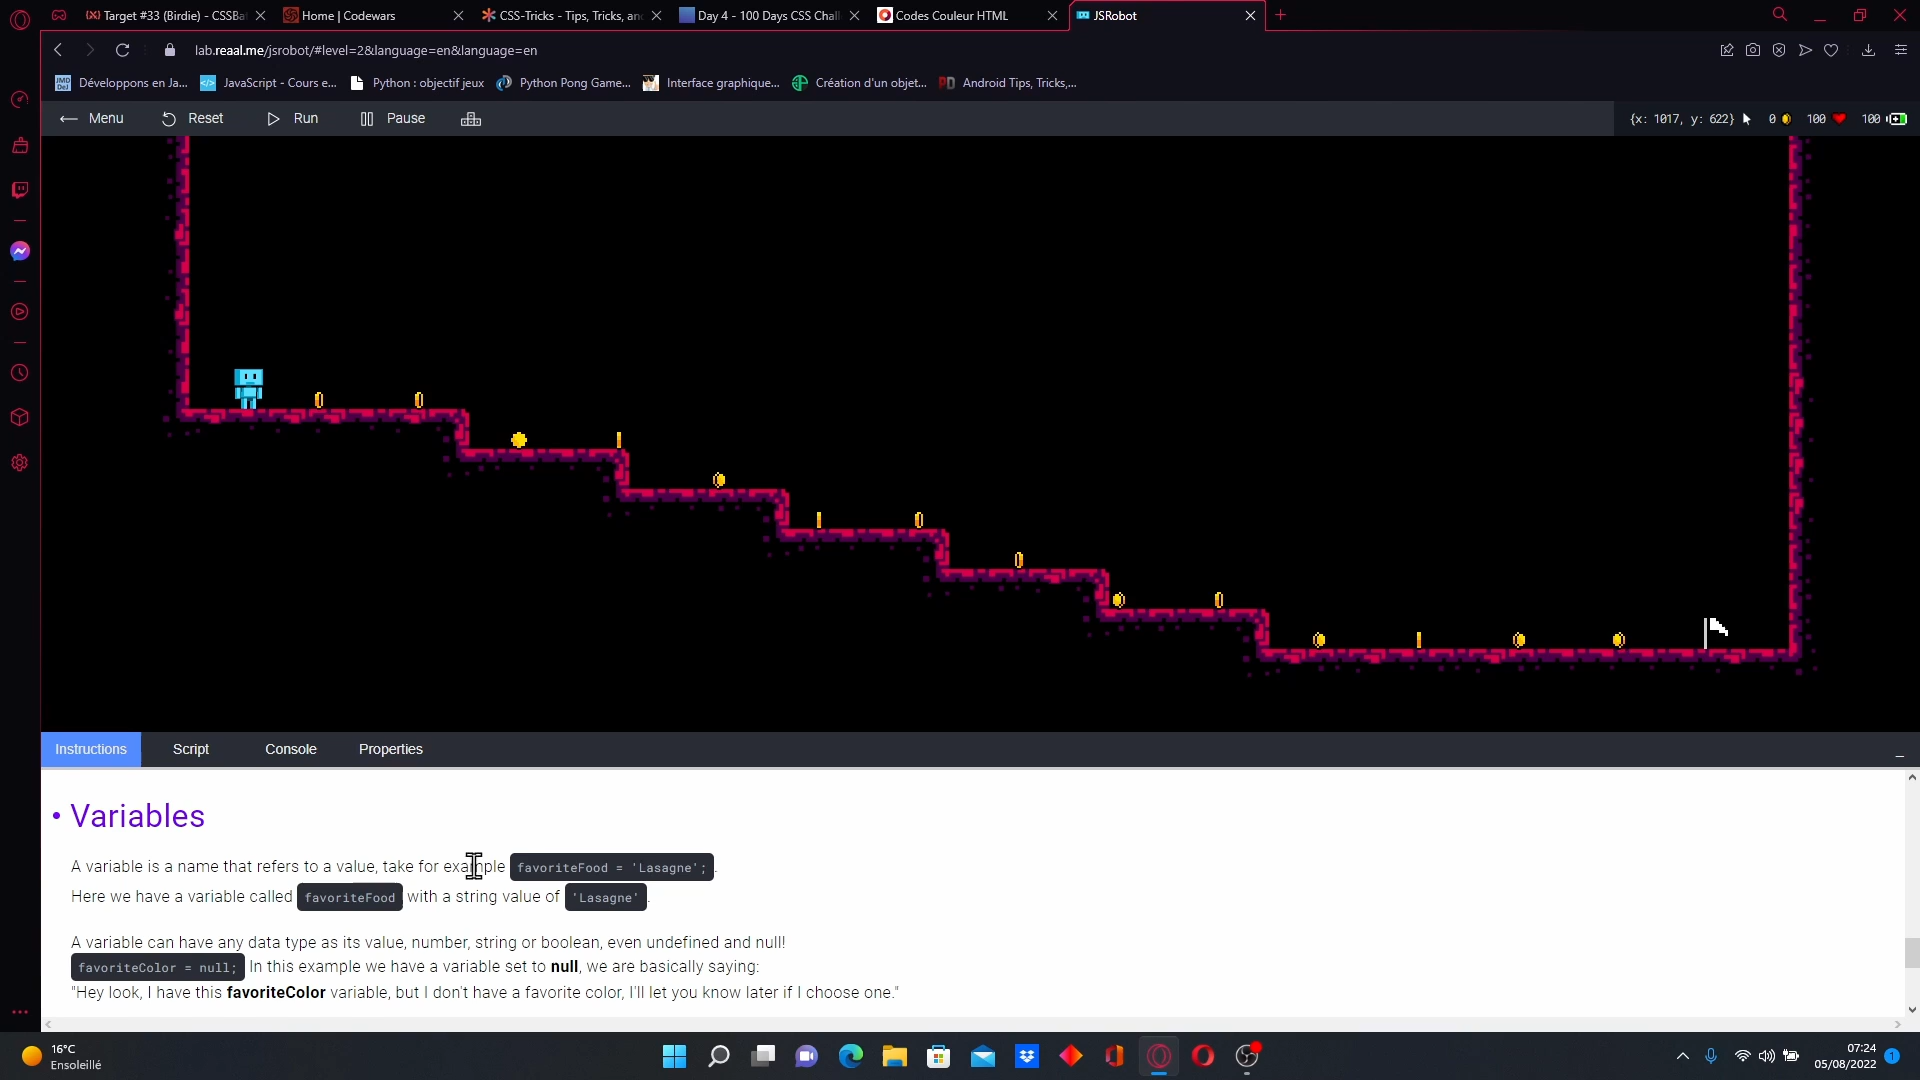 Target #33 (Birdie) - CSSBa
Home | Codewars
CSS-Tricks - Tips, Tricks, an
Day 4 - 100 Days CSS Chall
Codes Couleur HTML
JSRobot
lab.reaal.me/jsrobot/#level=2&language=en&language=en
Développons en Ja...
JavaScript - Cours e...
Python : objectif jeux
Python Pong Game...
Interface graphique...
Création d'un objet...
Android Tips, Tricks,...
Menu
Reset
Run
Pause
{x: 1017, y: 622}
0
100
100
Instructions
Script
Console
Properties
• Variables
A variable is a name that refers to a value, take for example favoriteFood = 'Lasagne'; .
Here we have a variable called favoriteFood with a string value of 'Lasagne' .
A variable can have any data type as its value, number, string or boolean, even undefined and null!
favoriteColor = null; In this example we have a variable set to null, we are basically saying:
"Hey look, I have this favoriteColor variable, but I don't have a favorite color, I'll let you know later if I choose one."
16°C
Ensoleillé
07:24
05/08/2022
1